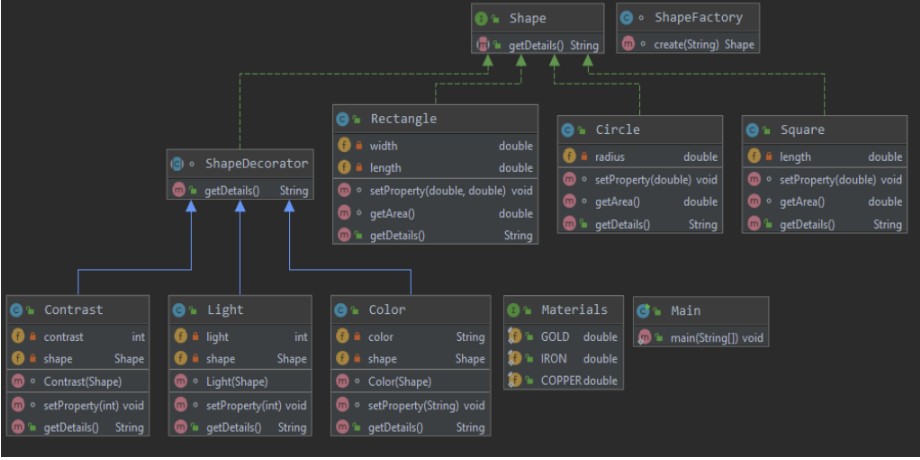 Shape
getDetails() String
ShapeFactory
create(String) Shape
ShapeDecorator
getDetails() String
Rectangle
width double
length double
setProperty(double, double) void
getArea() double
getDetails() String
Circle
radius double
setProperty(double) void
getArea() double
getDetails() String
Square
length double
setProperty(double) void
getArea() double
getDetails() String
Contrast
contrast int
shape Shape
Contrast(Shape)
setProperty(int) void
getDetails() String
Light
light int
shape Shape
Light(Shape)
setProperty(int) void
getDetails() String
Color
color String
shape Shape
Color(Shape)
setProperty(String) void
getDetails() String
Materials
GOLD double
IRON double
COPPER double
Main
main(String[]) void